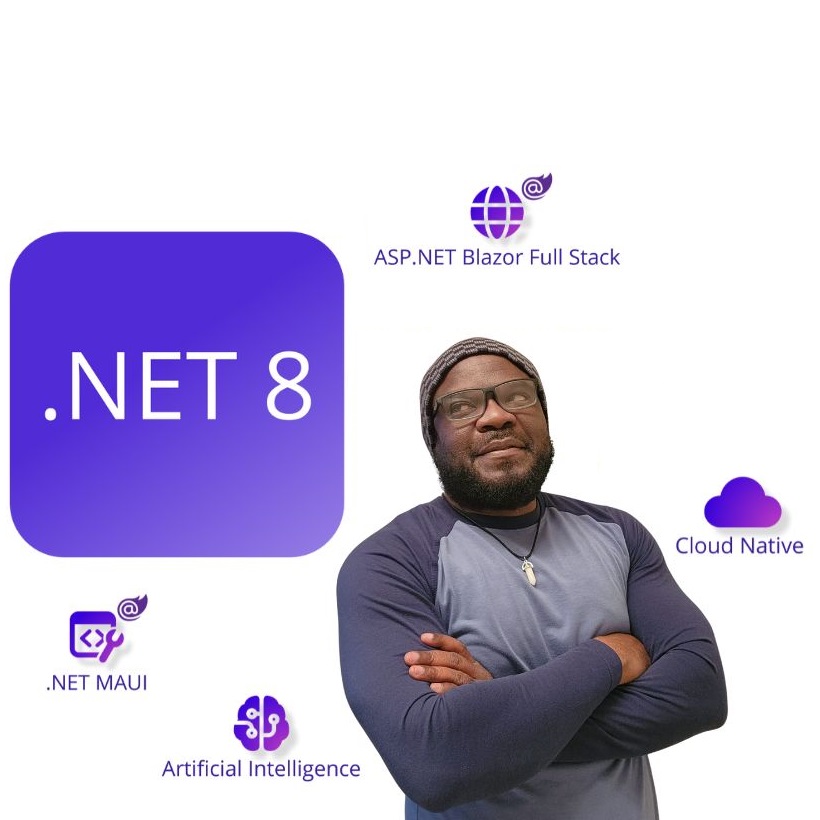 ASP.NET Blazor Full Stack
.NET 8
Cloud Native
.NET MAUI
Artificial Intelligence